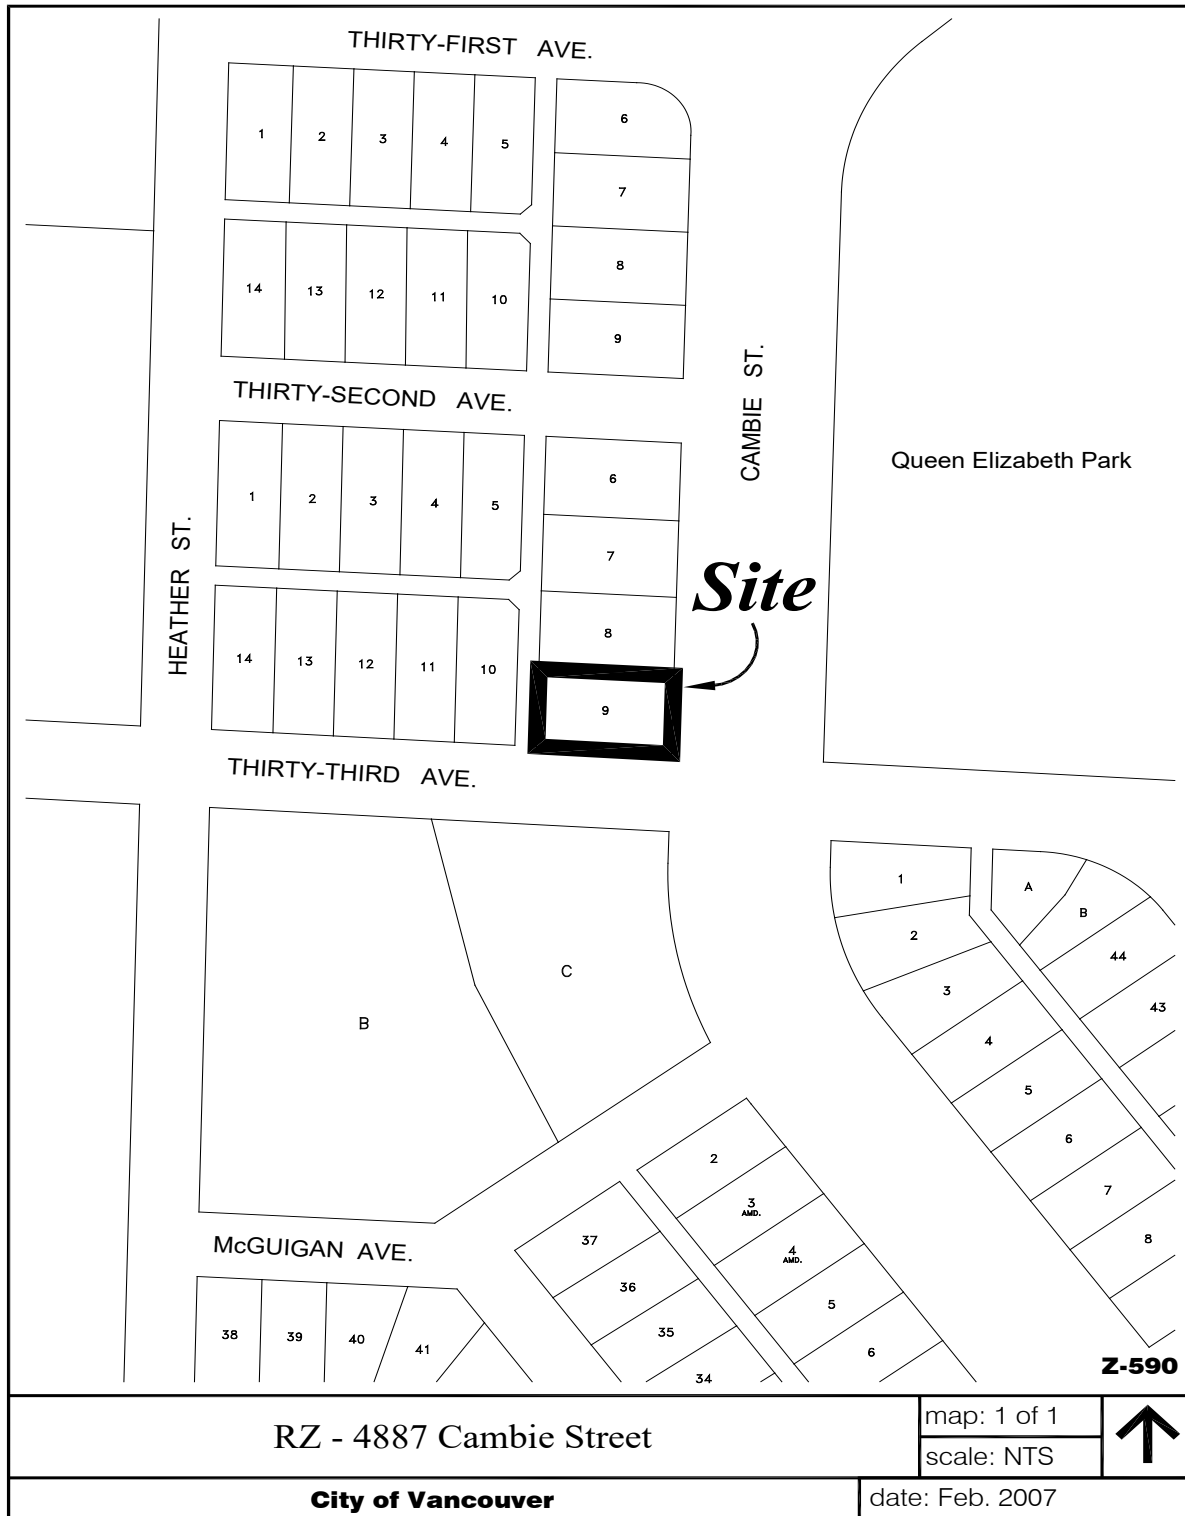 THIRTY-FIRST AVE.
1 2 3 4 5
6
7
8
9
14 13 12 11 10
THIRTY-SECOND AVE.
CAMBIE ST.
Queen Elizabeth Park
1 2 3 4 5
6
7
8
9
HEATHER ST.
Site
14 13 12 11 10
THIRTY-THIRD AVE.
B
C
1
2
3
4
5
6
7
8
A
B
44
43
McGUIGAN AVE.
38 39 40 41
37
36
35
34
2
3
AMD.
4
AMD.
5
6
Z-590
RZ - 4887 Cambie Street
map: 1 of 1
scale: NTS
City of Vancouver
date: Feb. 2007